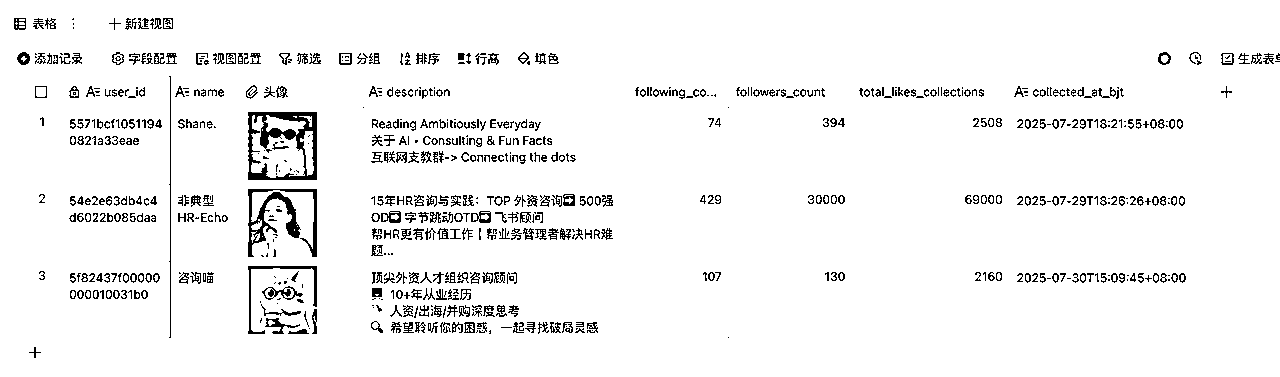 表格 ⋮ + 新建视图
添加记录 字段配置 视图配置 筛选 分组 排序 行高 填色 生成表单
user_id name 头像 description following_co... followers_count total_likes_collections collected_at_bjt +
1 5571bcf1051194 Shane. Reading Ambitiously Everyday 74 394 2508 2025-07-29T18:21:55+08:00
0821a33eae 关于 AI • Consulting & Fun Facts
互联网支教群-> Connecting the dots
2 54e2e63db4c4 非典型 15年HR咨询与实践:TOP 外资咨询➡️ 500强 429 30000 69000 2025-07-29T18:26:26+08:00
d6022b085daa HR-Echo OD➡️ 字节跳动OTD➡️ 飞书顾问
帮HR更有价值工作 | 帮业务管理者解决HR难
题...
3 5f82437f00000 咨询喵 顶尖外资人才组织咨询顾问 107 130 2160 2025-07-30T15:09:45+08:00
000010031b0 10+年从业经历
人资/出海/并购深度思考
🔍 希望聆听你的困惑,一起寻找破局灵感
+